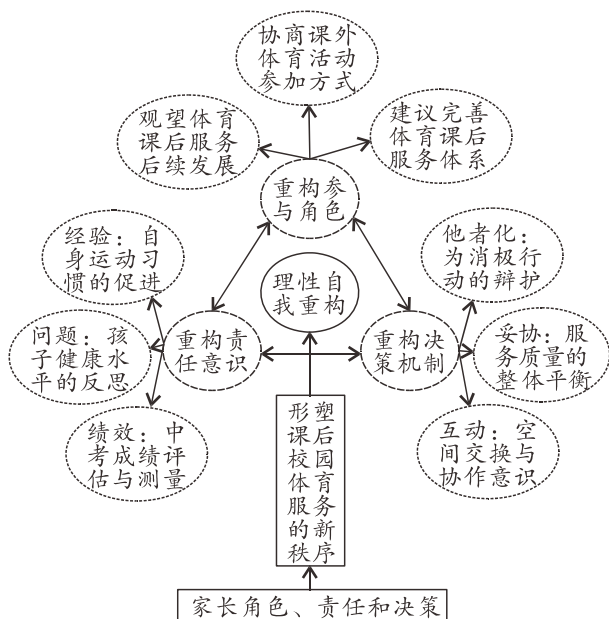 协商课外
体育活动
参加方式
观望体育
课后服务
后续发展
建议完善
体育课后
服务体系
重构参
与角色
经验：自
身运动习
惯的促进
理性自
我重构
他者化：
为消极行
动的辩护
问题：孩
子健康水
平的反思
重构责
任意识
重构决
策机制
妥协：服
务质量的
整体平衡
绩效：中
考成绩评
估与测量
形塑
课后
校园
体育
服务
的新
秩序
互动：空
间交换与
协作意识
家长角色、责任和决策